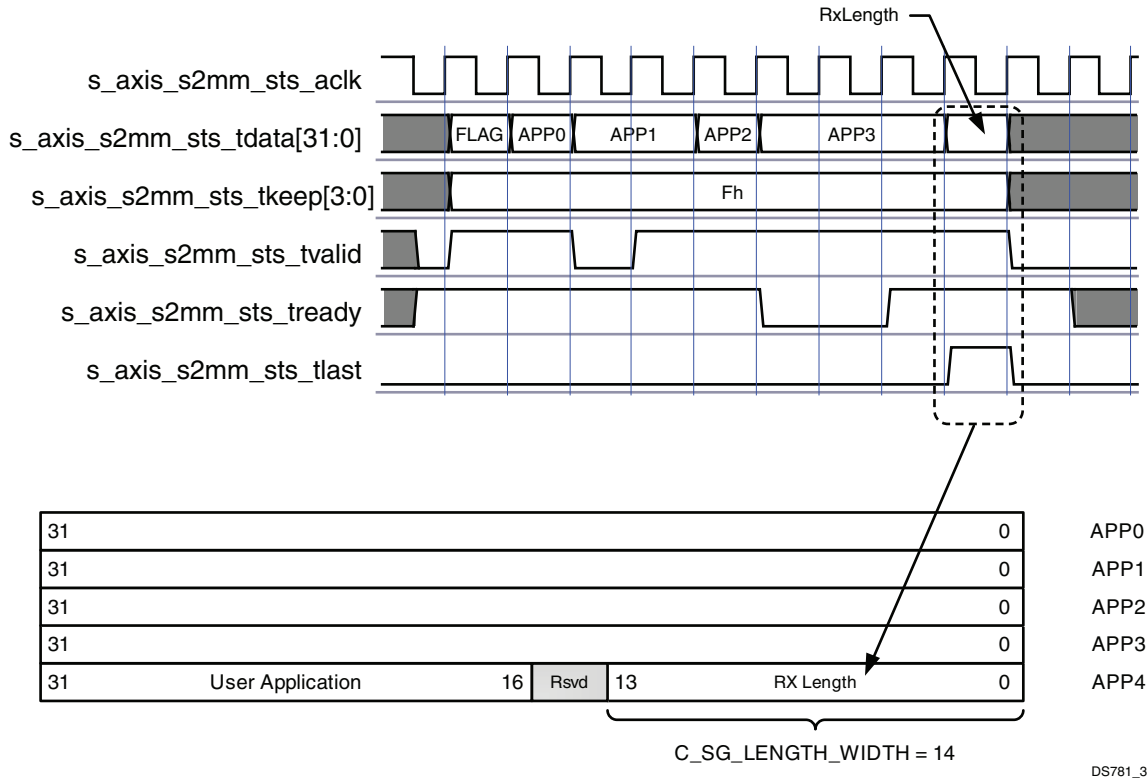 RxLength
s_axis_s2mm_sts_aclk
s_axis_s2mm_sts_tdata[31:0] FLAG APP0 APP1 APP2 APP3
s_axis_s2mm_sts_tkeep[3:0] Fh
s_axis_s2mm_sts_tvalid
s_axis_s2mm_sts_tready
s_axis_s2mm_sts_tlast
31 0 APP0
31 0 APP1
31 0 APP2
31 0 APP3
31 User Application 16 Rsvd 13 RX Length 0 APP4
C_SG_LENGTH_WIDTH = 14
DS781_3